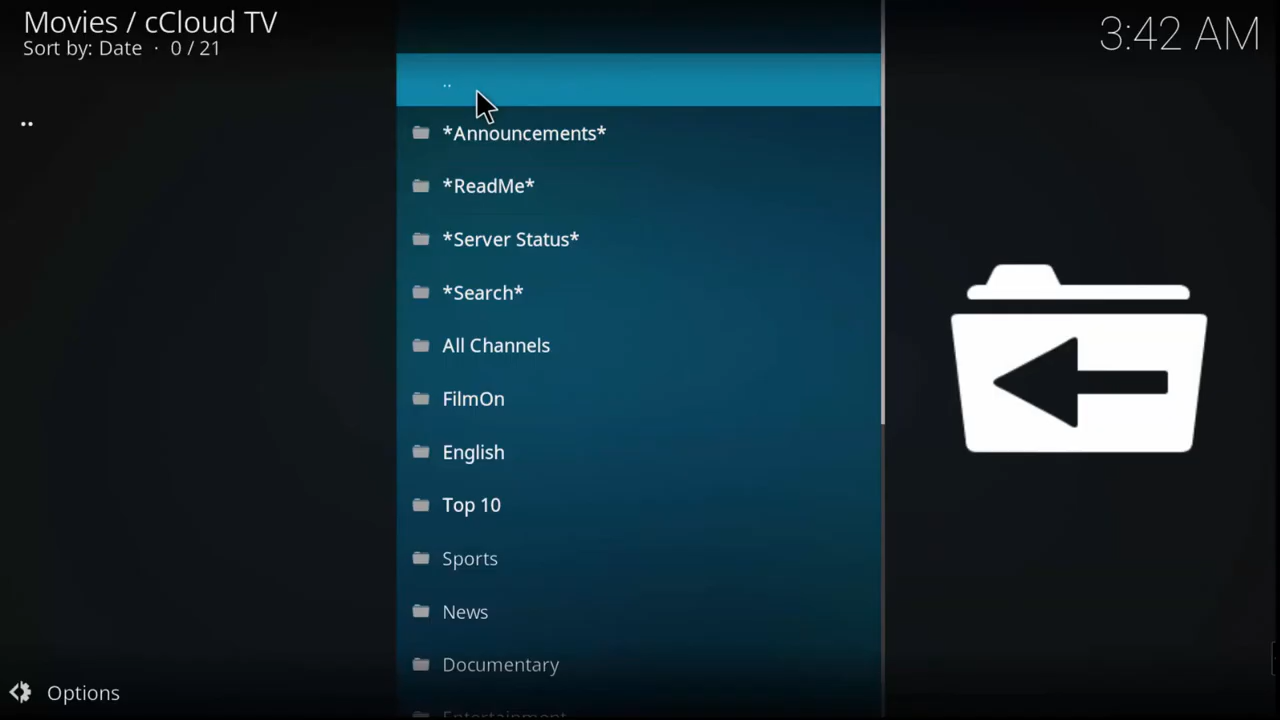 Movies / cCloud TV
Sort by: Date · 0 / 21
3:42 AM
..
..
*Announcements*
*ReadMe*
*Server Status*
*Search*
All Channels
FilmOn
English
Top 10
Sports
News
Documentary
Entertainment
Options